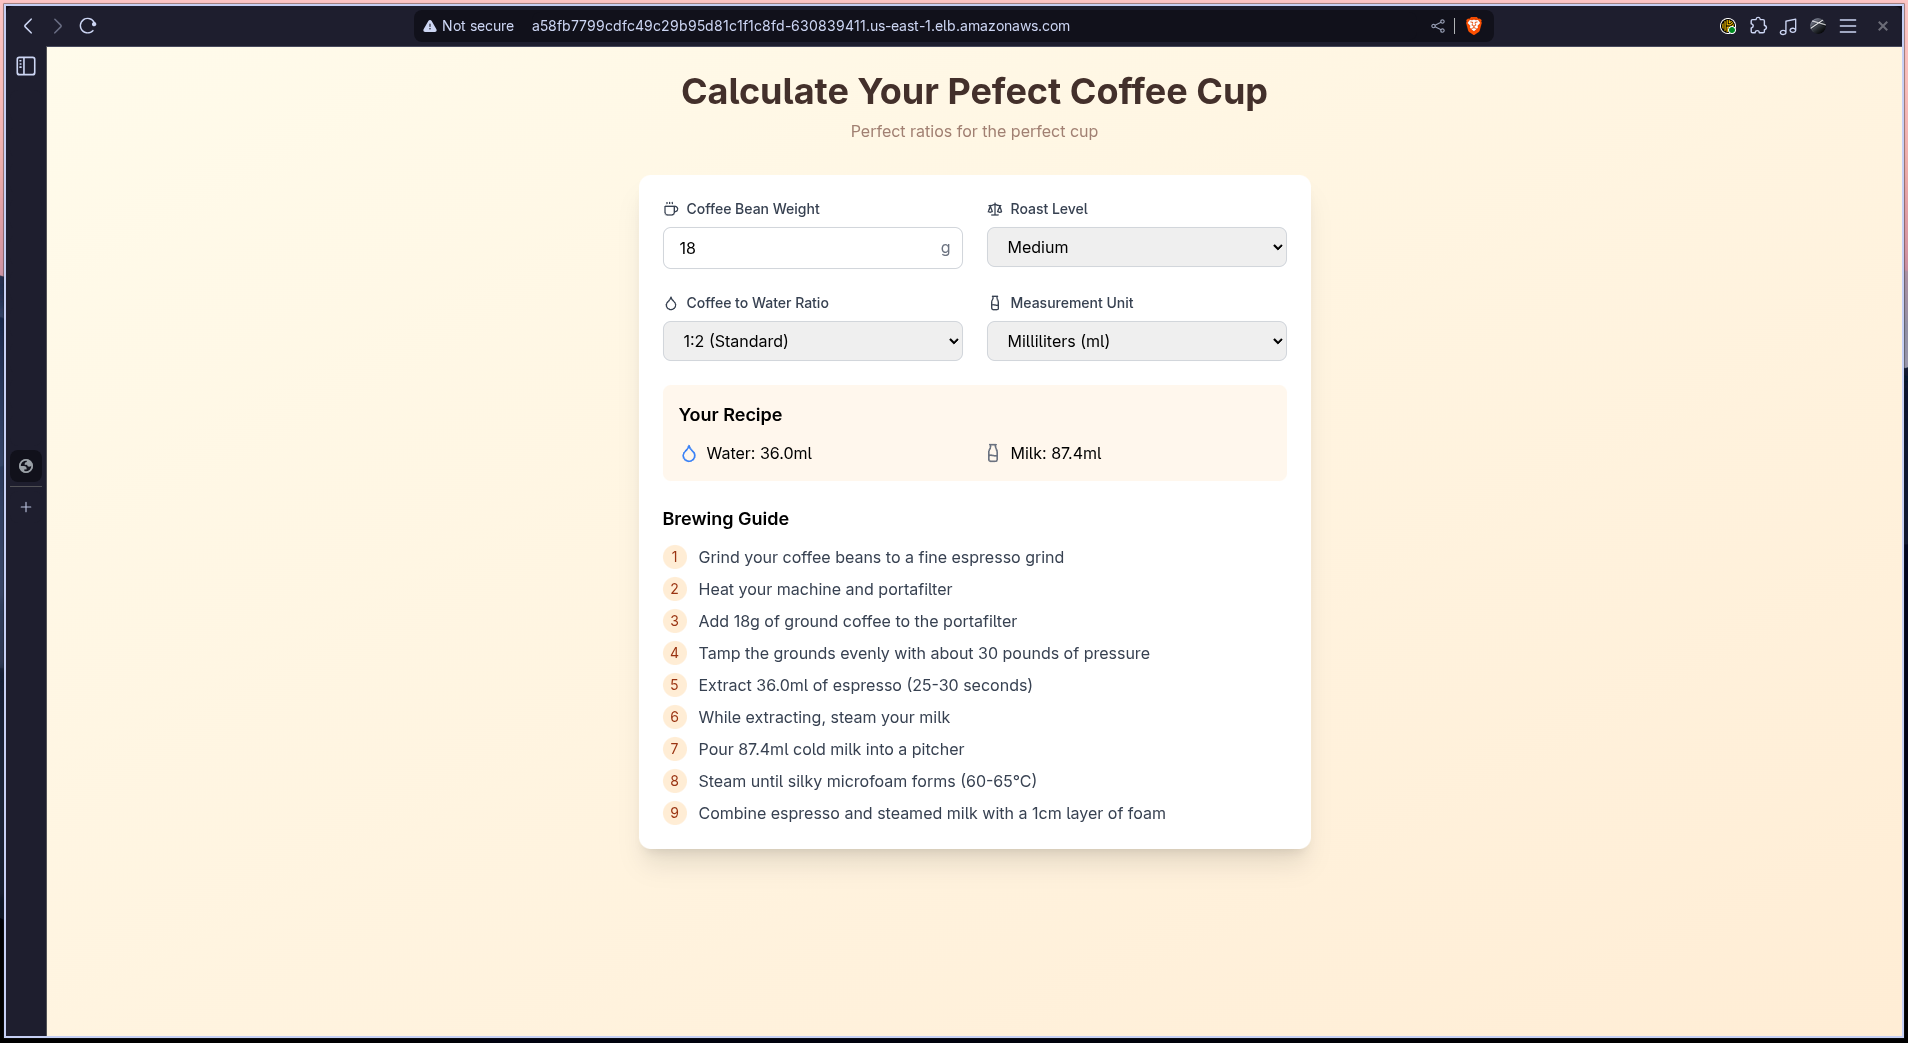 Not secure a58fb7799cdfc49c29b95d81c1f1c8fd-630839411.us-east-1.elb.amazonaws.com
Calculate Your Pefect Coffee Cup
Perfect ratios for the perfect cup
Coffee Bean Weight
Roast Level
18 g
Medium
Coffee to Water Ratio
Measurement Unit
1:2 (Standard)
Milliliters (ml)
Your Recipe
Water: 36.0ml
Milk: 87.4ml
Brewing Guide
1 Grind your coffee beans to a fine espresso grind
2 Heat your machine and portafilter
3 Add 18g of ground coffee to the portafilter
4 Tamp the grounds evenly with about 30 pounds of pressure
5 Extract 36.0ml of espresso (25-30 seconds)
6 While extracting, steam your milk
7 Pour 87.4ml cold milk into a pitcher
8 Steam until silky microfoam forms (60-65°C)
9 Combine espresso and steamed milk with a 1cm layer of foam